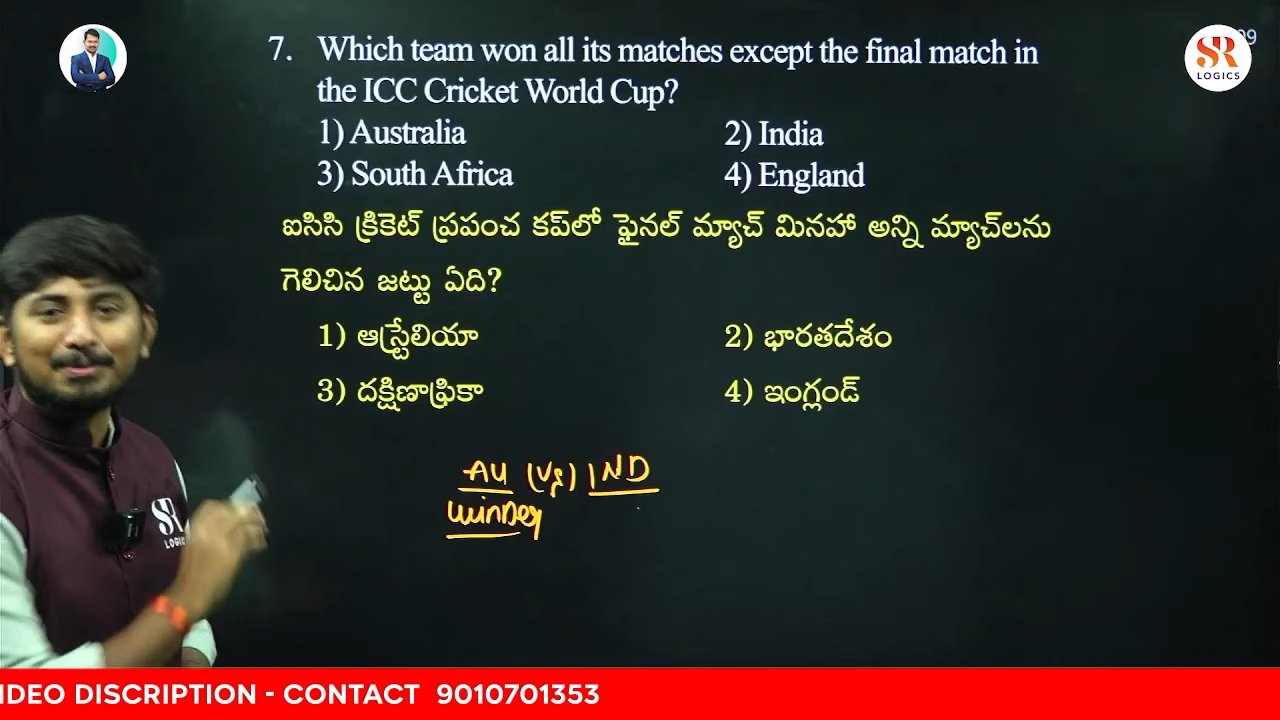 7. Which team won all its matches except the final match in
the ICC Cricket World Cup?
1) Australia 2) India
3) South Africa 4) England
ఐసిసి క్రికెట్ ప్రపంచ కప్‌లో ఫైనల్ మ్యాచ్ మినహా అన్ని మ్యాచ్‌లను
గెలిచిన జట్టు ఏది?
1) ఆస్ట్రేలియా 2) భారతదేశం
3) దక్షిణాఫ్రికా 4) ఇంగ్లండ్
AU (Vs) IND
SR
LOGICS
SR
LOGICS
IDEO DISCRIPTION - CONTACT 9010701353